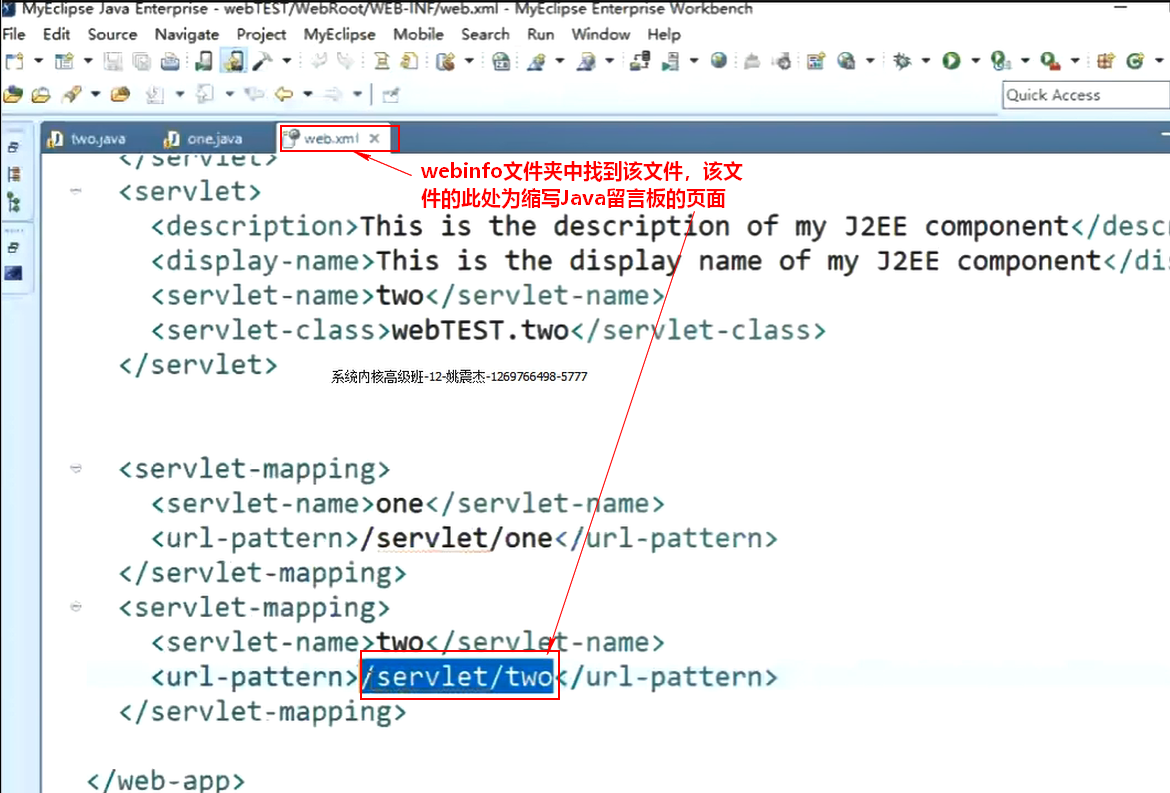 MyEclipse Java Enterprise - webTEST/WebRoot/WEB-INF/web.xml - MyEclipse Enterprise Workbench
File Edit Source Navigate Project MyEclipse Mobile Search Run Window Help
Quick Access
two.java one.java web.xml
webinfo文件夹中找到该文件，该文
件的此处为缩写Java留言板的页面
</servlet>
<servlet>
<description>This is the description of my J2EE component</desc
<display-name>This is the display name of my J2EE component</di
<servlet-name>two</servlet-name>
<servlet-class>webTEST.two</servlet-class>
</servlet>
系统内核高级班-12-姚震杰-1269766498-5777
<servlet-mapping>
<servlet-name>one</servlet-name>
<url-pattern>/servlet/one</url-pattern>
</servlet-mapping>
<servlet-mapping>
<servlet-name>two</servlet-name>
<url-pattern>/servlet/two</url-pattern>
</servlet-mapping>
</web-app>